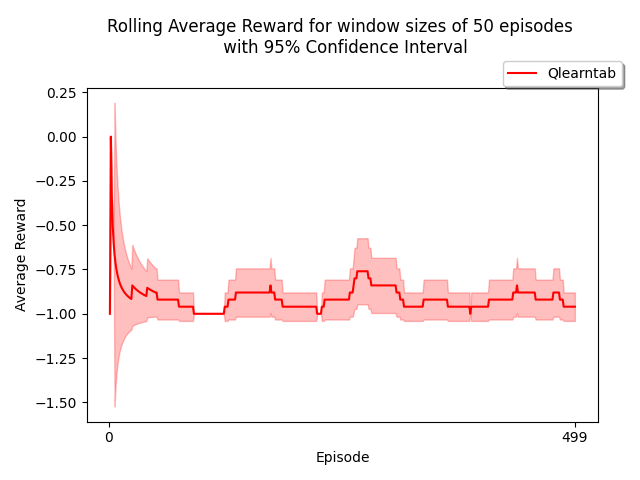 Rolling Average Reward for window sizes of 50 episodes
with 95% Confidence Interval
Qlearntab
Average Reward
0.25
0.00
−0.25
−0.50
−0.75
−1.00
−1.25
−1.50
0
499
Episode